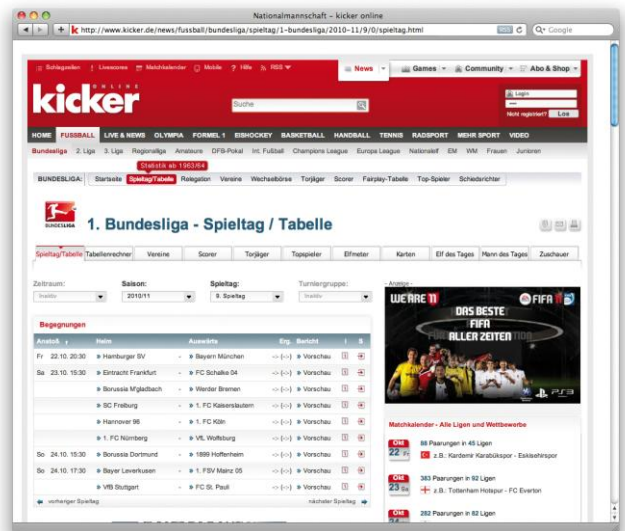 Nationalmannschaft - kicker online
http://www.kicker.de/news/fussball/bundesliga/spieltag/1-bundesliga/2010-11/9/0/spieltag.html
Google
Schlagzeilen Livescores Matchkalender Mobile ? Hilfe RSS
News Games Community Abo & Shop
ONLINE
kicker
Suche
Login
Nicht registriert? Los
HOME FUSSBALL LIVE & NEWS OLYMPIA FORMEL 1 EISHOCKEY BASKETBALL HANDBALL TENNIS RADSPORT MEHR SPORT VIDEO
Bundesliga 2. Liga 3. Liga Regionalliga Amateure DFB-Pokal Int. Fußball Champions League Europa League Nationalelf EM WM Frauen Junioren
Statistik ab 1963/64
BUNDESLIGA: Startseite Spieltag/Tabelle Relegation Vereine Wechselbörse Torjäger Scorer Fairplay-Tabelle Top-Spieler Schiedsrichter
BUNDESLIGA
1. Bundesliga - Spieltag / Tabelle
Spieltag/Tabelle Tabellenrechner Vereine Scorer Torjäger Topspieler Elfmeter Karten Elf des Tages Mann des Tages Zuschauer
Zeitraum: Saison: Spieltag: Turniergruppe:
Inaktiv 2010/11 9. Spieltag Inaktiv
- Anzeige -
WE ARE 11
FIFA 11
DAS BESTE
FIFA
ALLER ZEITEN
PS3
Begegnungen
Anstoß Heim Auswärts Erg. Bericht I S
Fr 22.10. 20:30 » Hamburger SV - » Bayern München -:- (-:-) » Vorschau
Sa 23.10. 15:30 » Eintracht Frankfurt - » FC Schalke 04 -:- (-:-) » Vorschau
» Borussia M'gladbach - » Werder Bremen -:- (-:-) » Vorschau
» SC Freiburg - » 1. FC Kaiserslautern -:- (-:-) » Vorschau
» Hannover 96 - » 1. FC Köln -:- (-:-) » Vorschau
» 1. FC Nürnberg - » VfL Wolfsburg -:- (-:-) » Vorschau
So 24.10. 15:30 » Borussia Dortmund - » 1899 Hoffenheim -:- (-:-) » Vorschau
So 24.10. 17:30 » Bayer Leverkusen - » 1. FSV Mainz 05 -:- (-:-) » Vorschau
» VfB Stuttgart - » FC St. Pauli -:- (-:-) » Vorschau
vorheriger Spieltag nächster Spieltag
Matchkalender - Alle Ligen und Wettbewerbe
Okt
22 Fr
86 Paarungen in 45 Ligen
z.B.: Kardemir Karabükspor - Eskisehirspor
Okt
23 Sa
383 Paarungen in 92 Ligen
z.B.: Tottenham Hotspur - FC Everton
Okt
282 Paarungen in 82 Ligen